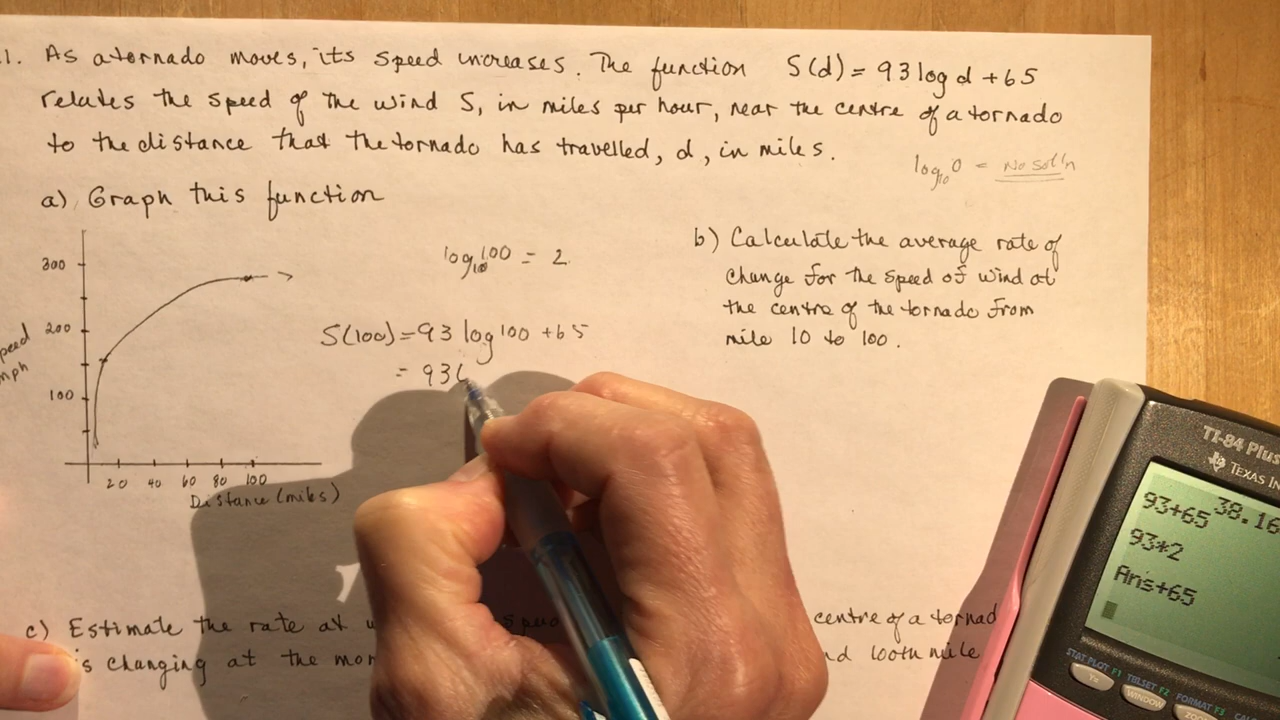 1. As a tornado moves, its speed increases. The function S(d) = 93 log d + 65
relates the speed of the wind S, in miles per hour, near the centre of a tornado
to the distance that the tornado has travelled, d, in miles.
log₁₀0 = No sol'n
a) Graph this function
300
200
100
mph
20 40 60 80 100
Distance (miles)
log₁₀100 = 2
S(100) = 93 log 100 + 65
= 93(
b) Calculate the average rate of
change for the speed of wind at
the centre of the tornado from
mile 10 to 100.
c) Estimate the rate at centre of a tornad
is changing at the 100th mile
TI-84 Plus
TEXAS IN
38.16
93+65
93*2
Ans+65
STAT PLOT F1 TBLSET F2 FORMAT F3
Y= WINDOW